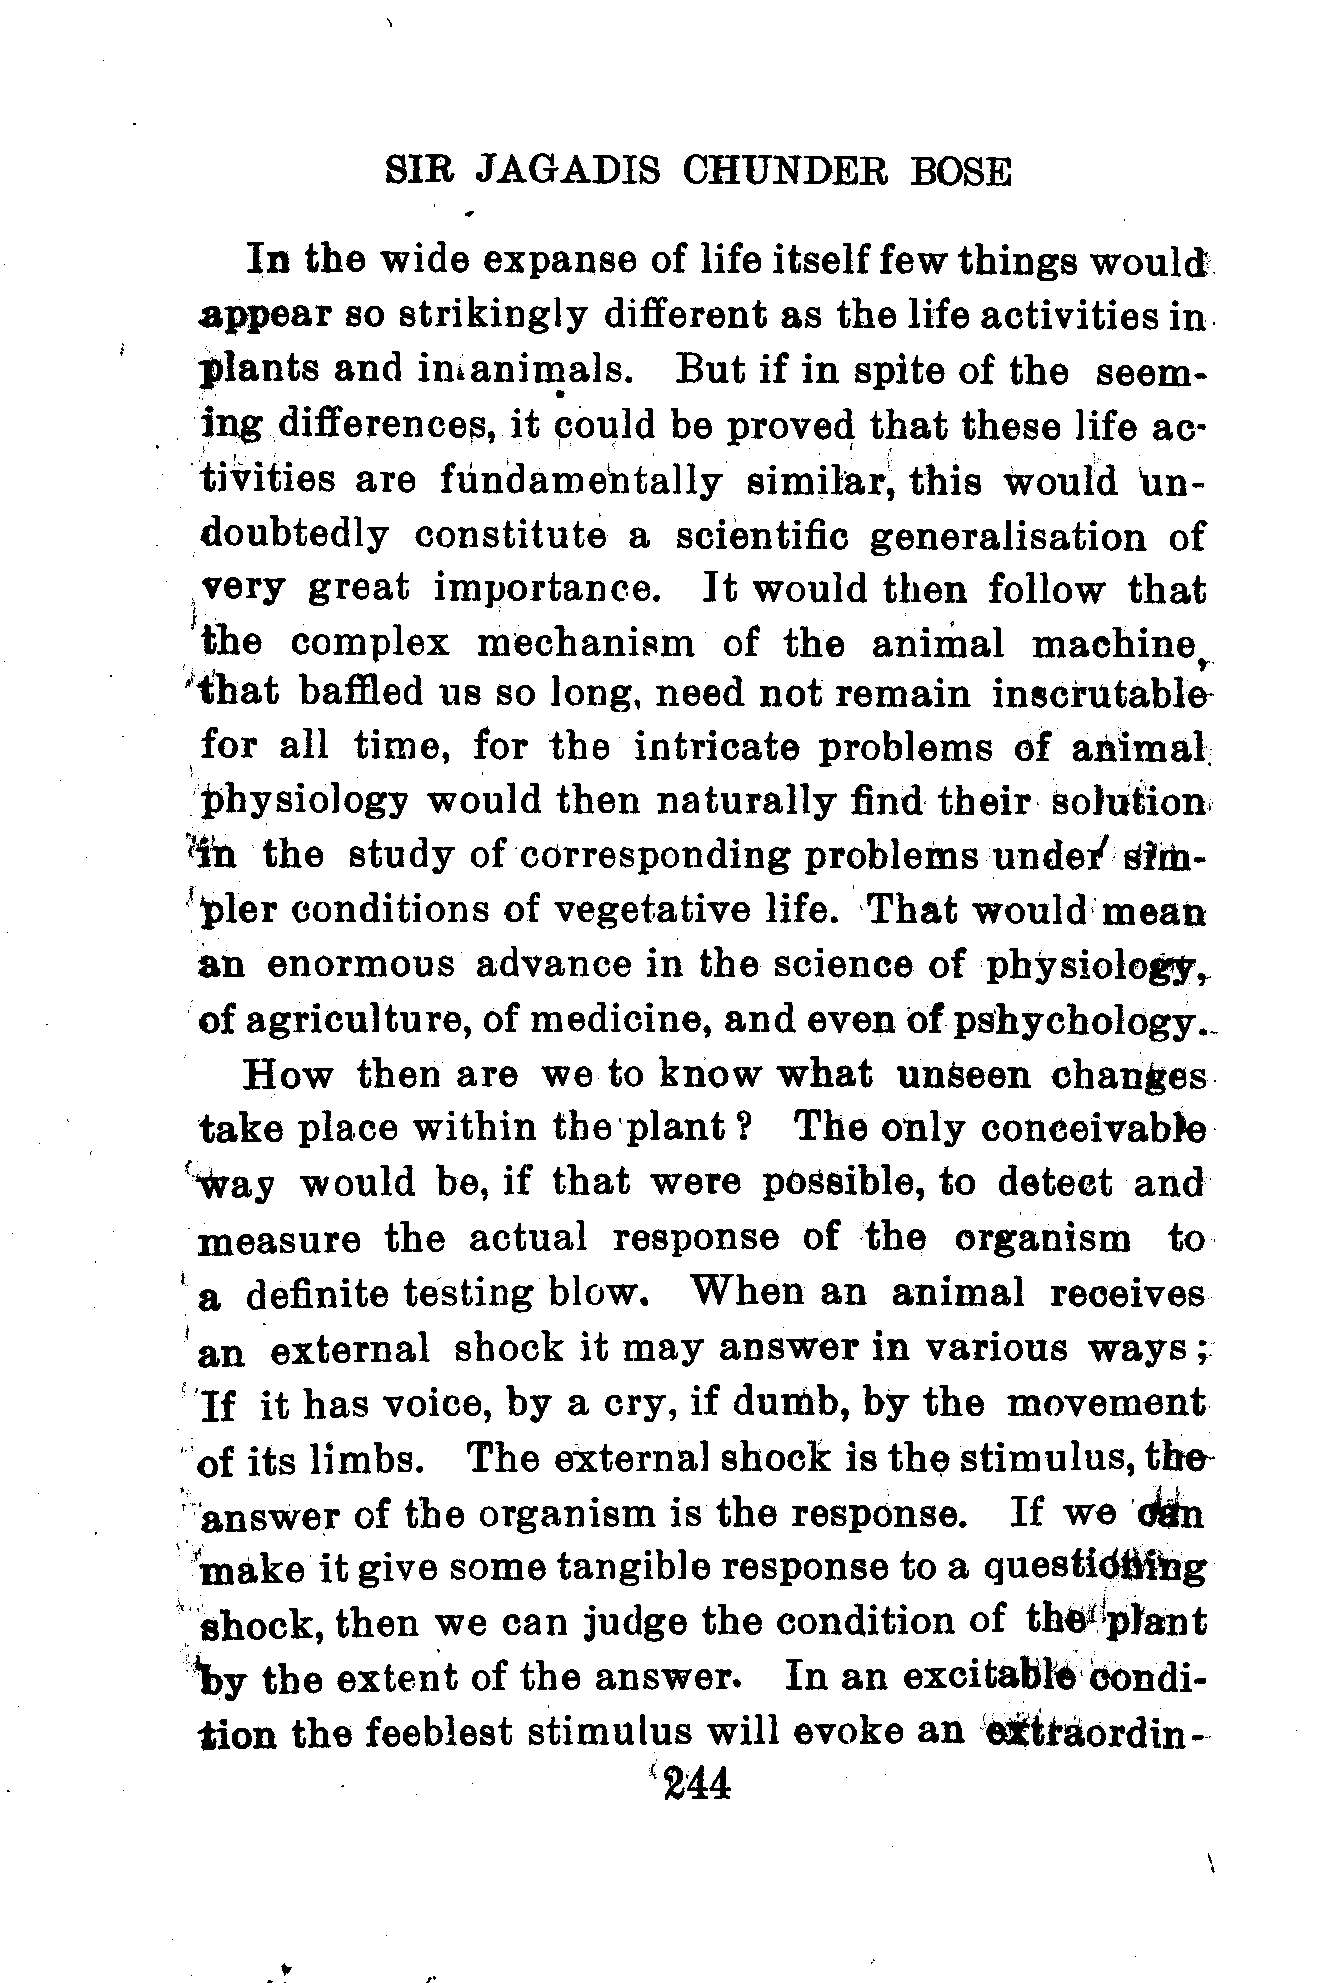 SIR JAGADIS CHUNDER BOSE
In the wide expanse of life itself few things would
appear so strikingly different as the life activities in
plants and in animals. But if in spite of the seem-
ing differences, it could be proved that these life ac-
tivities are fundamentally similar, this would un-
doubtedly constitute a scientific generalisation of
very great importance. It would then follow that
the complex mechanism of the animal machine,
that baffled us so long, need not remain inscrutable
for all time, for the intricate problems of animal
physiology would then naturally find their solution
in the study of corresponding problems under sim-
pler conditions of vegetative life. That would mean
an enormous advance in the science of physiology,
of agriculture, of medicine, and even of pshychology.
How then are we to know what unseen changes
take place within the plant ? The only conceivable
way would be, if that were possible, to detect and
measure the actual response of the organism to
a definite testing blow. When an animal receives
an external shock it may answer in various ways ;
If it has voice, by a cry, if dumb, by the movement
of its limbs. The external shock is the stimulus, the
answer of the organism is the response. If we can
make it give some tangible response to a questioning
shock, then we can judge the condition of the plant
by the extent of the answer. In an excitable condi-
tion the feeblest stimulus will evoke an extraordin-
244